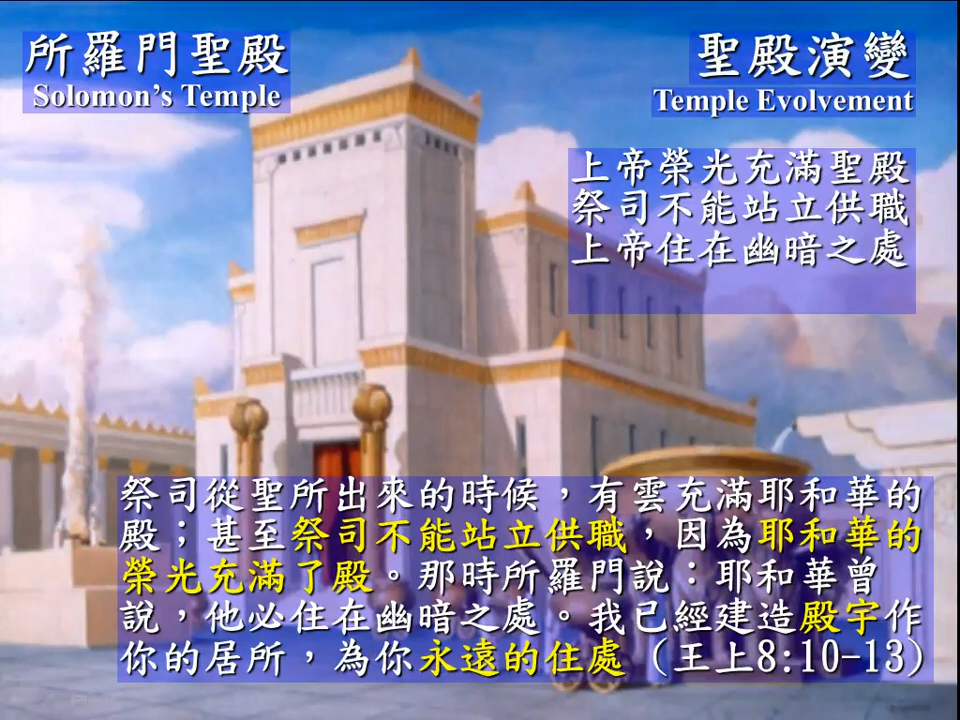 所羅門聖殿
Solomon's Temple
聖殿演變
Temple Evolvement
上帝榮光充滿聖殿
祭司不能站立供職
上帝住在幽暗之處
祭司從聖所出來的時候，有雲充滿耶和華的
殿；甚至祭司不能站立供職，因為耶和華的
榮光充滿了殿。那時所羅門說：耶和華曾
說，他必住在幽暗之處。我已經建造殿宇作
你的居所，為你永遠的住處（王上8:10-13）